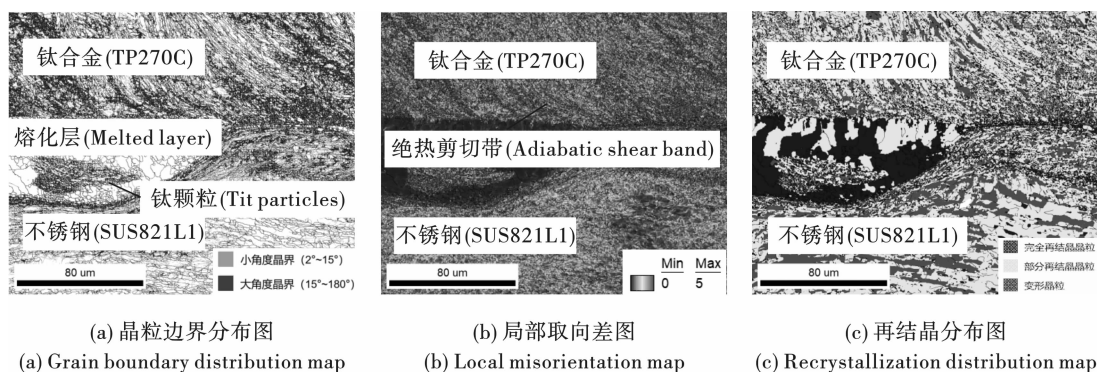 钛合金(TP270C)
熔化层(Melted layer)
钛颗粒(Tit particles)
不锈钢(SUS821L1)
80 um
小角度晶界 (2°~15°)
大角度晶界 (15°~180°)
(a) 晶粒边界分布图
(a) Grain boundary distribution map
钛合金(TP270C)
绝热剪切带(Adiabatic shear band)
不锈钢(SUS821L1)
80 um
Min Max
0 5
(b) 局部取向差图
(b) Local misorientation map
钛合金(TP270C)
不锈钢(SUS821L1)
80 um
完全再结晶晶粒
部分再结晶晶粒
变形晶粒
(c) 再结晶分布图
(c) Recrystallization distribution map